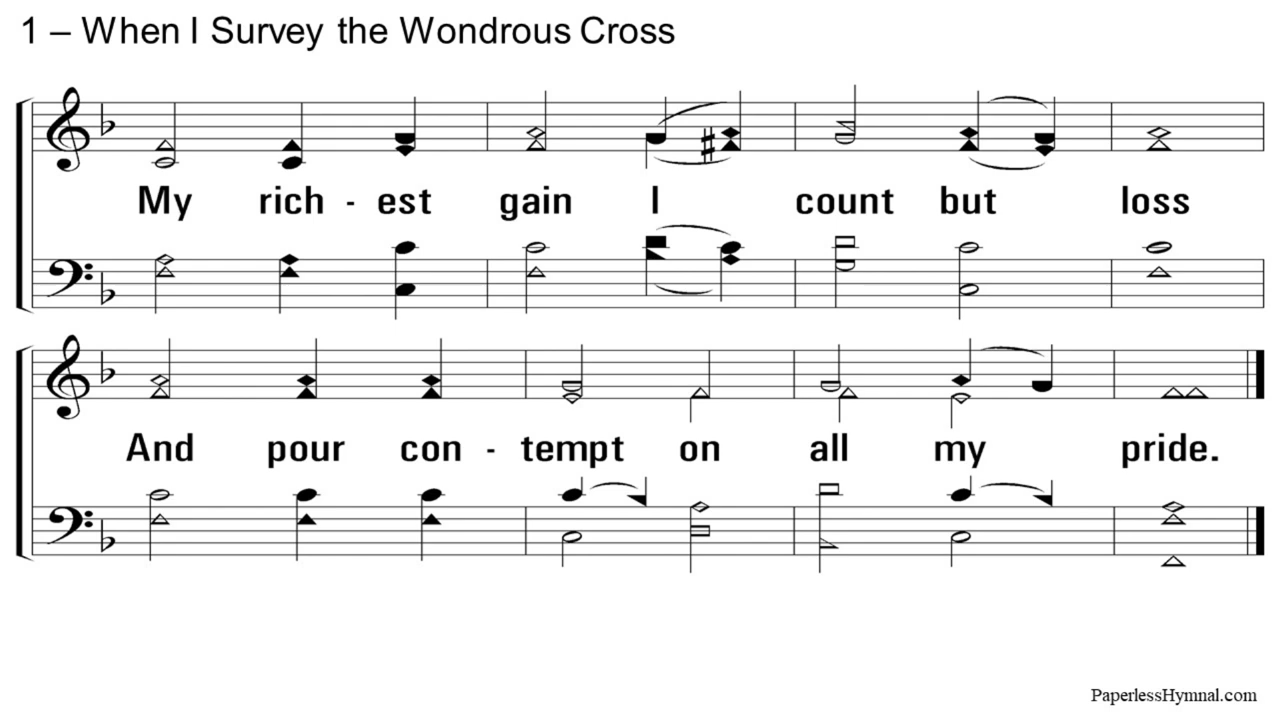 1 – When I Survey the Wondrous Cross
My rich - est gain I count but loss
And pour con - tempt on all my pride.
PaperlessHymnal.com